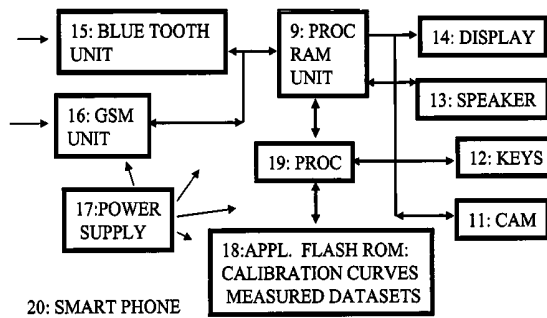 15: BLUE TOOTH
UNIT
9: PROC
RAM
UNIT
14: DISPLAY
13: SPEAKER
16: GSM
UNIT
19: PROC
12: KEYS
17:POWER
SUPPLY
11: CAM
18:APPL. FLASH ROM:
CALIBRATION CURVES
MEASURED DATASETS
20: SMART PHONE